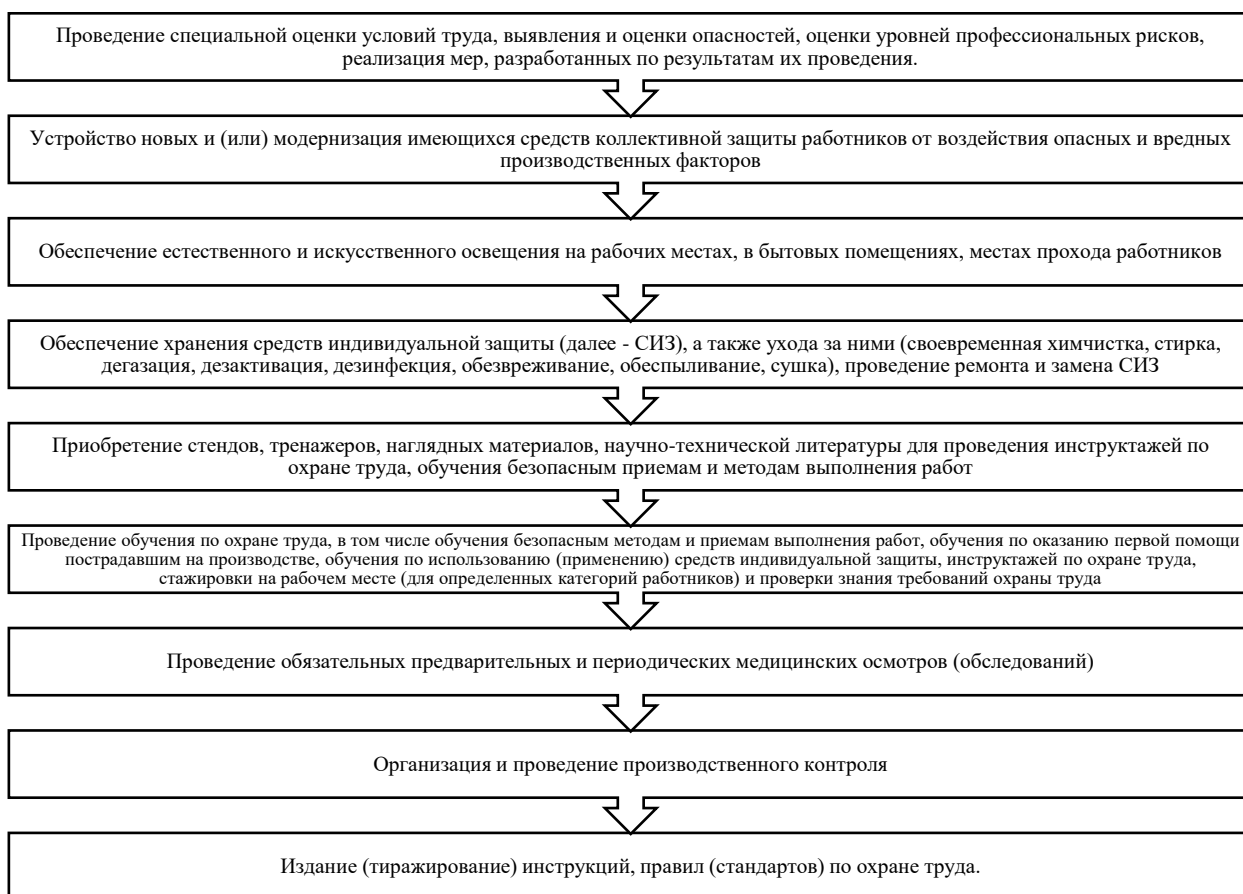 Проведение специальной оценки условий труда, выявления и оценки опасностей, оценки уровней профессиональных рисков,
реализация мер, разработанных по результатам их проведения.
Устройство новых и (или) модернизация имеющихся средств коллективной защиты работников от воздействия опасных и вредных
производственных факторов
Обеспечение естественного и искусственного освещения на рабочих местах, в бытовых помещениях, местах прохода работников
Обеспечение хранения средств индивидуальной защиты (далее - СИЗ), а также ухода за ними (своевременная химчистка, стирка,
дегазация, дезактивация, дезинфекция, обезвреживание, обеспыливание, сушка), проведение ремонта и замена СИЗ
Приобретение стендов, тренажеров, наглядных материалов, научно-технической литературы для проведения инструктажей по
охране труда, обучения безопасным приемам и методам выполнения работ
Проведение обучения по охране труда, в том числе обучения безопасным методам и приемам выполнения работ, обучения по оказанию первой помощи
пострадавшим на производстве, обучения по использованию (применению) средств индивидуальной защиты, инструктажей по охране труда,
стажировки на рабочем месте (для определенных категорий работников) и проверки знания требований охраны труда
Проведение обязательных предварительных и периодических медицинских осмотров (обследований)
Организация и проведение производственного контроля
Издание (тиражирование) инструкций, правил (стандартов) по охране труда.